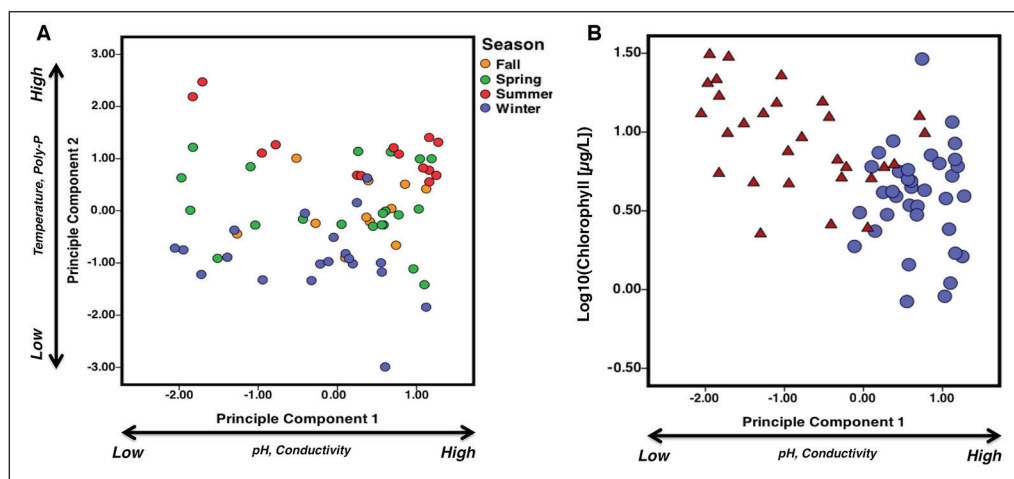 A
B
Season
Fall
Spring
Summer
Winter
High
Temperature, Poly-P
Low
Principle Component 2
3.00
2.00
1.00
0.00
-1.00
-2.00
-3.00
-2.00
-1.00
0.00
1.00
Principle Component 1
Low
pH, Conductivity
High
Log10(Chlorophyll [µg/L])
1.50
1.00
0.50
0.00
-0.50
-2.00
-1.00
0.00
1.00
Principle Component 1
Low
pH, Conductivity
High